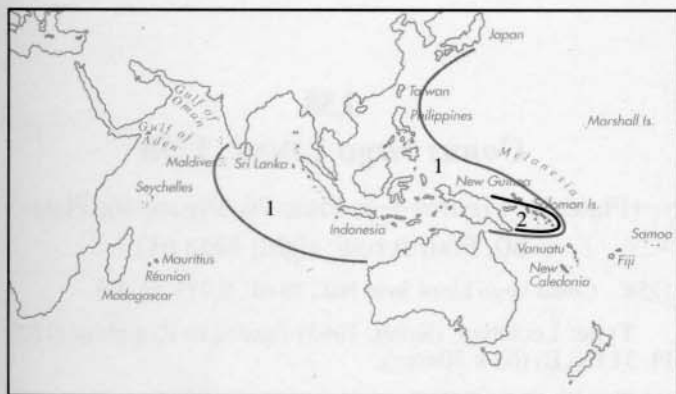 Japan
Taiwan
Gulf of
Oman
Philippines
Marshall Is.
Gulf of
Aden
Melanesia
Maldives
Sri Lanka
1
New Guinea
Seychelles
1
Solomon Is.
2
Indonesia
Samoa
Vanuatu
Fiji
Mauritius
Réunion
New
Caledonia
Madagascar